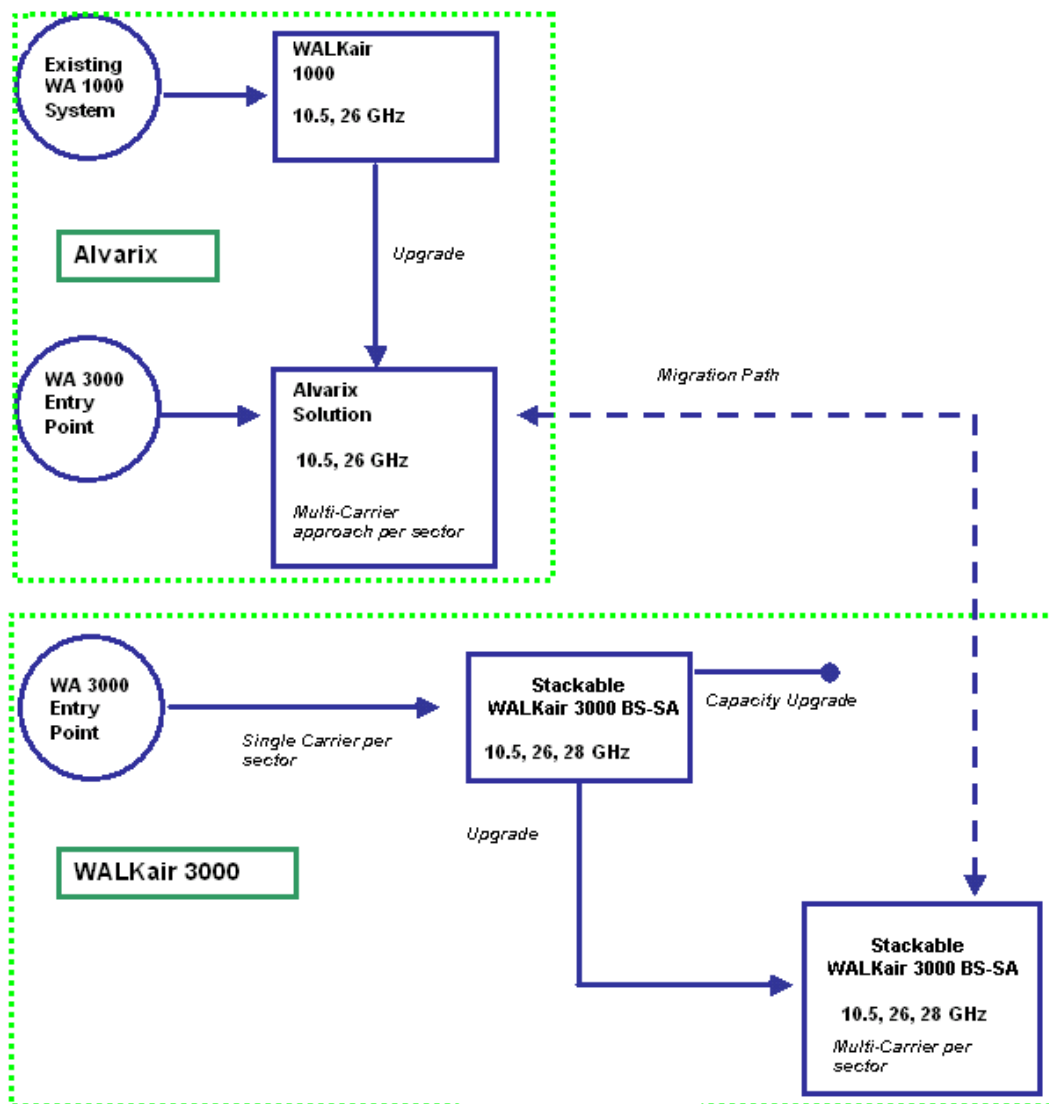 Existing
WA 1000
System
WALKair
1000
10.5, 26 GHz
Alvarix
Upgrade
WA 3000
Entry
Point
Alvarix
Solution
10.5, 26 GHz
Multi-Carrier
approach per sector
Migration Path
WA 3000
Entry
Point
Single Carrier per
sector
Stackable
WALKair 3000 BS-SA
10.5, 26, 28 GHz
Capacity Upgrade
Upgrade
WALKair 3000
Stackable
WALKair 3000 BS-SA
10.5, 26, 28 GHz
Multi-Carrier per
sector